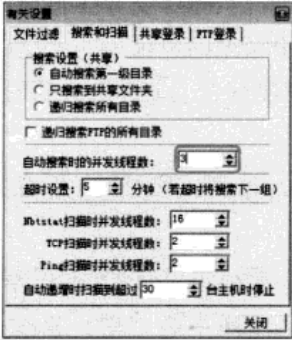 有关设置
文件过滤 搜索和扫描 共享登录 FTP登录
搜索设置（共享）
自动搜索第一级目录
只搜索到共享文件夹
递归搜索所有目录
递归搜索FTP的所有目录
自动搜索时的并发线程数： 3
超时设置： 5 分钟 （若超时将搜索下一组）
Nbtstat扫描时并发线程数： 16
TCP扫描时并发线程数： 2
Ping扫描时并发线程数： 2
自动递增时扫描到超过 30 台主机时停止
关闭